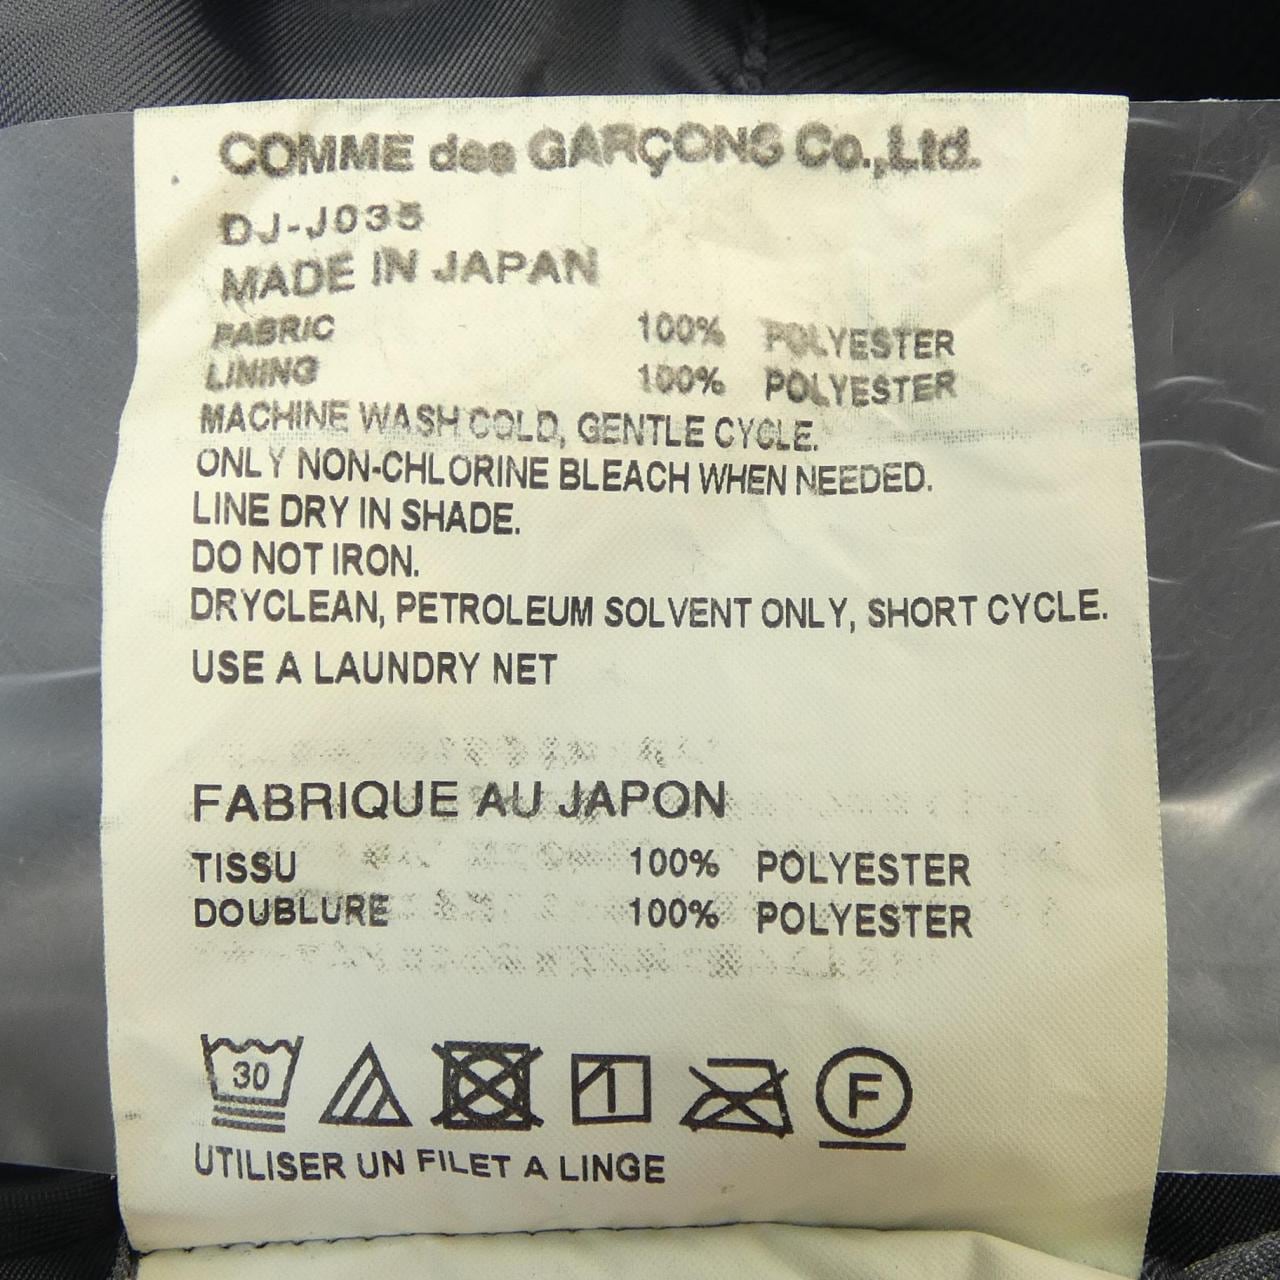 COMME des GARÇONS Co.,Ltd.
DJ-J035
MADE IN JAPAN
FABRIC 100% POLYESTER
LINING 100% POLYESTER
MACHINE WASH COLD, GENTLE CYCLE.
ONLY NON-CHLORINE BLEACH WHEN NEEDED.
LINE DRY IN SHADE.
DO NOT IRON.
DRYCLEAN, PETROLEUM SOLVENT ONLY, SHORT CYCLE.
USE A LAUNDRY NET
FABRIQUE AU JAPON
TISSU 100% POLYESTER
DOUBLURE 100% POLYESTER
30 F
UTILISER UN FILET A LINGE